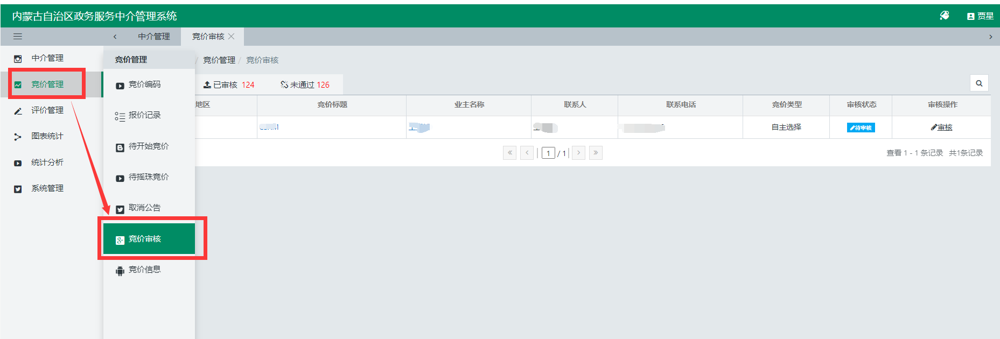 内蒙古自治区政务服务中介管理系统
贾星
中介管理
竞价审核
中介管理
竞价管理
评价管理
图表统计
统计分析
系统管理
竞价管理
竞价编码
报价记录
待开始竞价
待摇珠竞价
取消公告
竞价审核
竞价信息
/ 竞价管理 / 竞价审核
已审核 124
未通过 126
地区 竞价标题 业主名称 联系人 联系电话 竞价类型 审核状态 审核操作
自主选择 待审核 审核
« ‹ 1 / 1 › »
查看 1 - 1 条记录 共1条记录